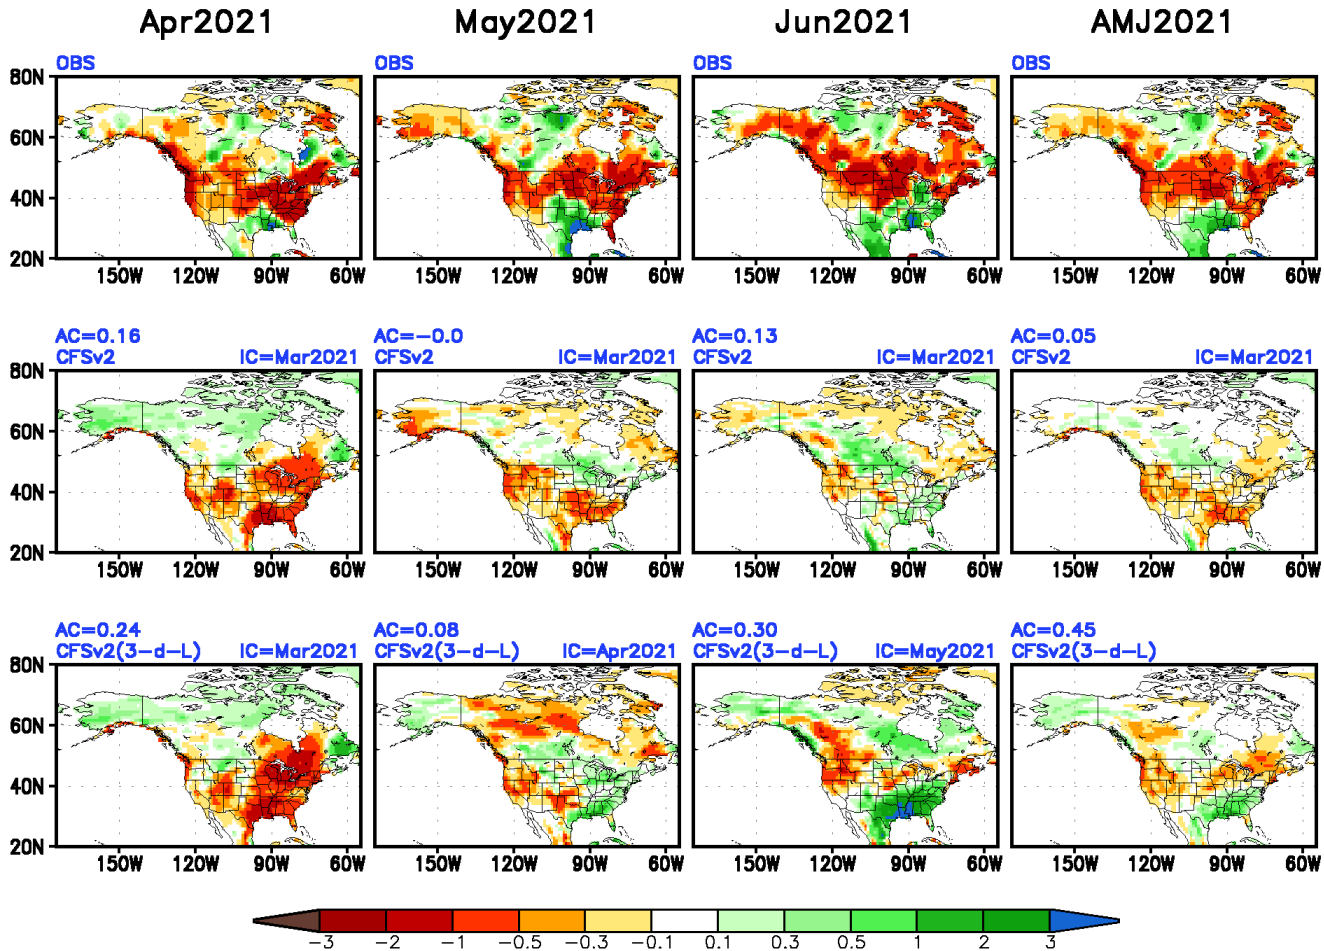 Apr2021 May2021 Jun2021 AMJ2021
OBS OBS OBS OBS
80N
60N
40N
20N
150W 120W 90W 60W 150W 120W 90W 60W 150W 120W 90W 60W 150W 120W 90W 60W
AC=0.16 AC=-0.0 AC=0.13 AC=0.05
CFSv2 IC=Mar2021 CFSv2 IC=Mar2021 CFSv2 IC=Mar2021 CFSv2 IC=Mar2021
80N
60N
40N
20N
150W 120W 90W 60W 150W 120W 90W 60W 150W 120W 90W 60W 150W 120W 90W 60W
AC=0.24 AC=0.08 AC=0.30 AC=0.45
CFSv2(3-d-L) IC=Mar2021 CFSv2(3-d-L) IC=Apr2021 CFSv2(3-d-L) IC=May2021 CFSv2(3-d-L)
80N
60N
40N
20N
150W 120W 90W 60W 150W 120W 90W 60W 150W 120W 90W 60W 150W 120W 90W 60W
-3 -2 -1 -0.5 -0.3 -0.1 0.1 0.3 0.5 1 2 3